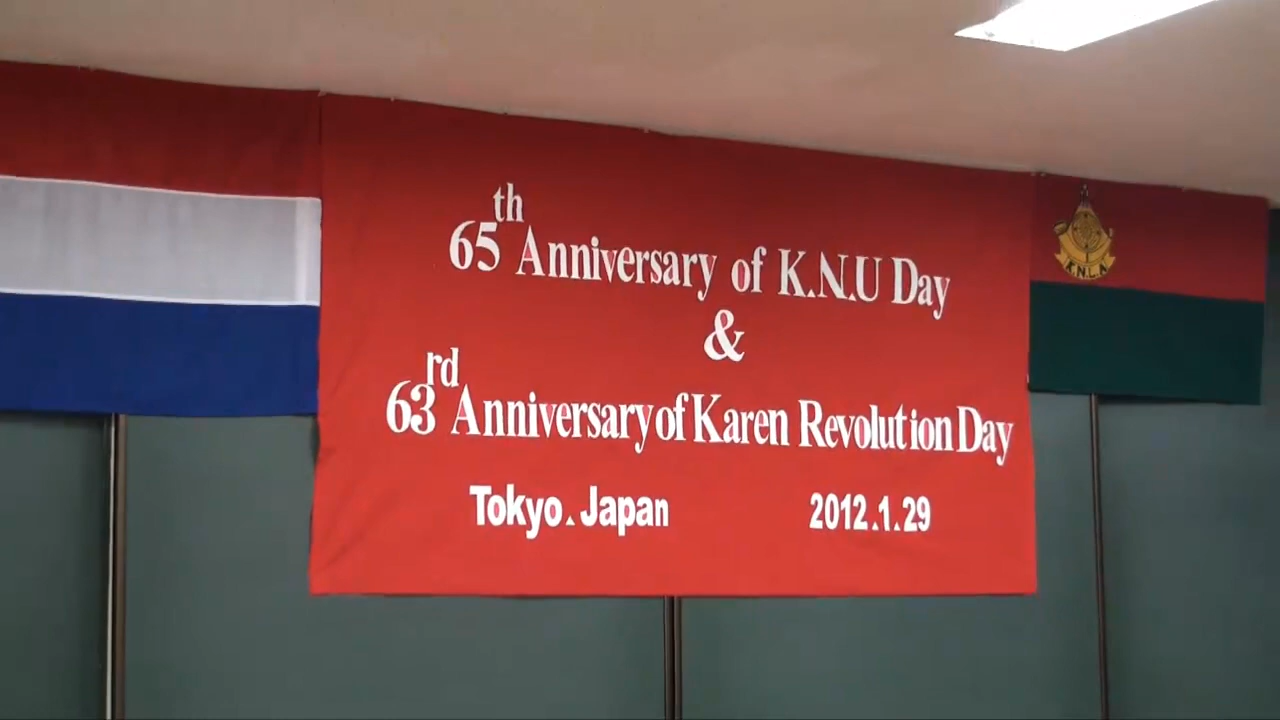 65th Anniversary of K.N.U Day
&
63rd Anniversary of Karen Revolution Day
Tokyo. Japan 2012.1.29
K.N.L.A